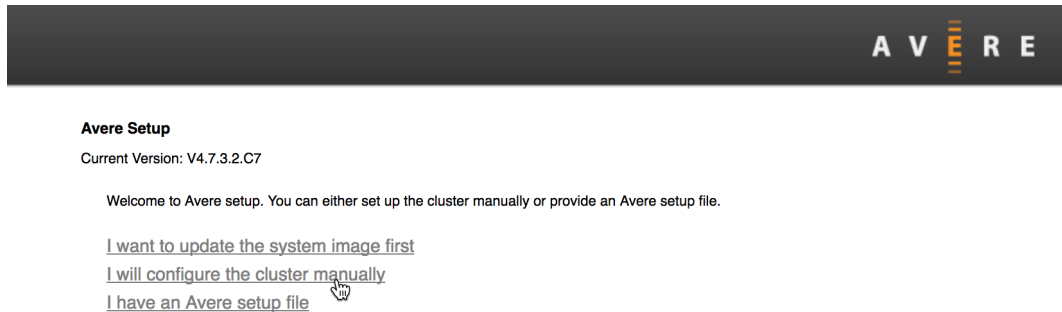 AVERE
Avere Setup
Current Version: V4.7.3.2.C7
Welcome to Avere setup. You can either set up the cluster manually or provide an Avere setup file.
I want to update the system image first
I will configure the cluster manually
I have an Avere setup file